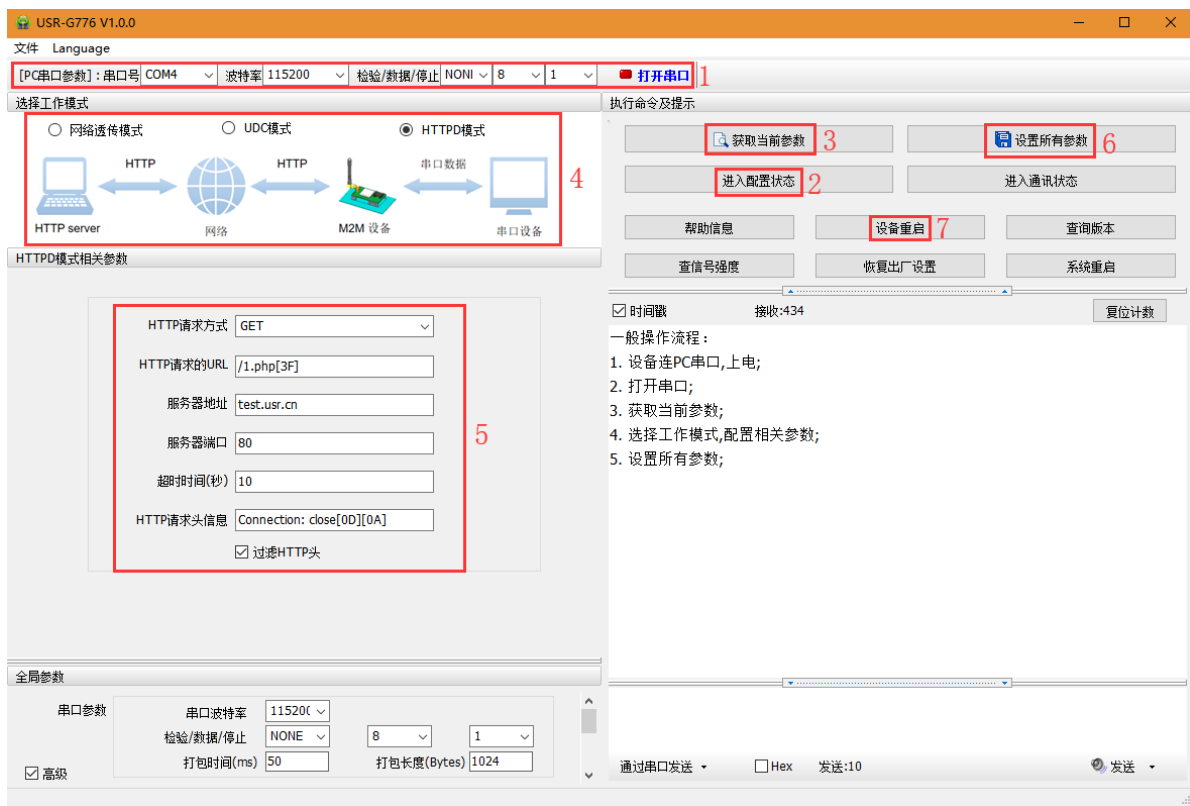 USR-G776 V1.0.0
文件 Language
[PC串口参数]:串口号 COM4 波特率 115200 检验/数据/停止 NONI 8 1 打开串口 1
选择工作模式
网络透传模式 UDC模式 HTTPD模式
HTTP HTTP 串口数据
4
HTTP server 网络 M2M 设备 串口设备
HTTPD模式相关参数
HTTP请求方式 GET
HTTP请求的URL /1.php[3F]
服务器地址 test.usr.cn
服务器端口 80
5
超时时间(秒) 10
HTTP请求头信息 Connection: close[0D][0A]
过滤HTTP头
全局参数
串口参数 串口波特率 11520(
检验/数据/停止 NONE 8 1
打包时间(ms) 50 打包长度(Bytes) 1024
高级
执行命令及提示
获取当前参数 3 设置所有参数 6
进入配置状态 2 进入通讯状态
帮助信息 设备重启 7 查询版本
查信号强度 恢复出厂设置 系统重启
时间戳 接收:434 复位计数
一般操作流程：
1. 设备连PC串口,上电;
2. 打开串口;
3. 获取当前参数;
4. 选择工作模式,配置相关参数;
5. 设置所有参数;
通过串口发送 Hex 发送:10 发送